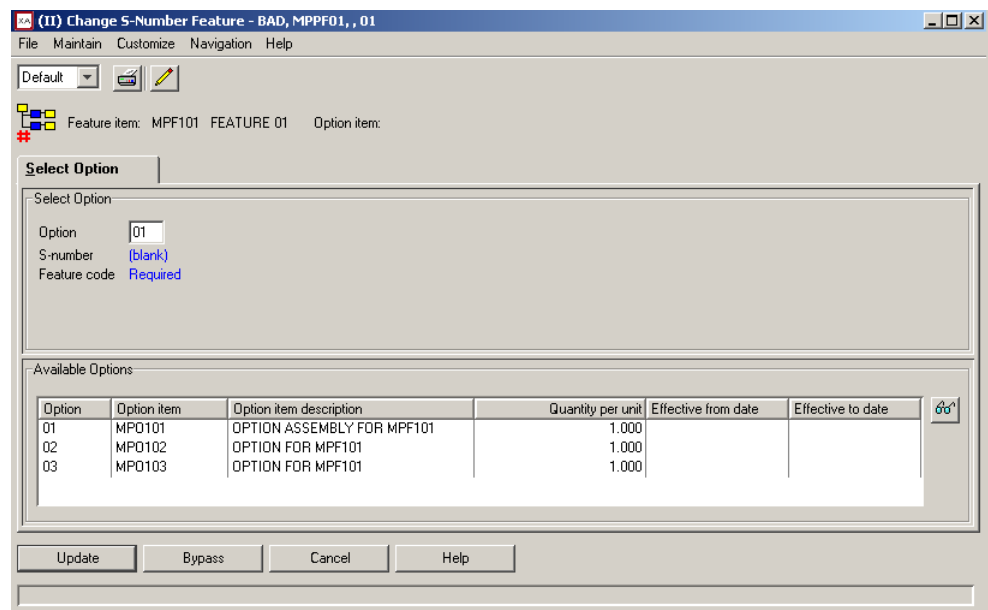 XA (II) Change S-Number Feature - BAD, MPPF01, , 01
File Maintain Customize Navigation Help
Default
# Feature item: MPF101 FEATURE 01 Option item:
Select Option
Select Option
Option 01
S-number (blank)
Feature code Required
Available Options
Option Option item Option item description Quantity per unit Effective from date Effective to date
01 MPO101 OPTION ASSEMBLY FOR MPF101 1.000
02 MPO102 OPTION FOR MPF101 1.000
03 MPO103 OPTION FOR MPF101 1.000
Update Bypass Cancel Help